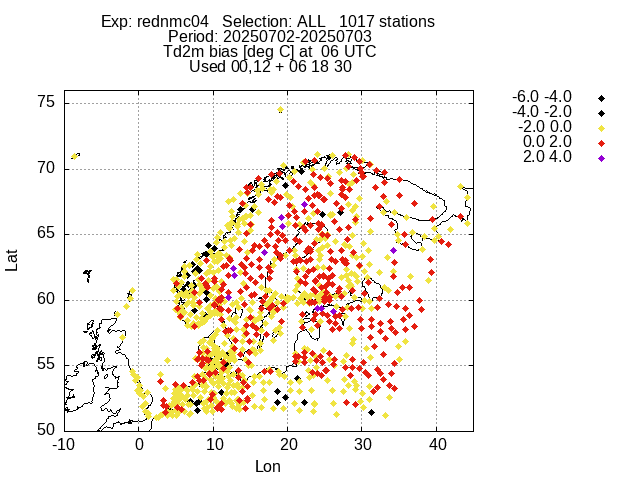 Exp: rednmc04 Selection: ALL 1017 stations
Period: 20250702-20250703
Td2m bias [deg C] at 06 UTC
Used 00,12 + 06 18 30
-6.0 -4.0
-4.0 -2.0
-2.0 0.0
0.0 2.0
2.0 4.0
75
70
65
60
55
50
Lat
-10 0 10 20 30 40
Lon